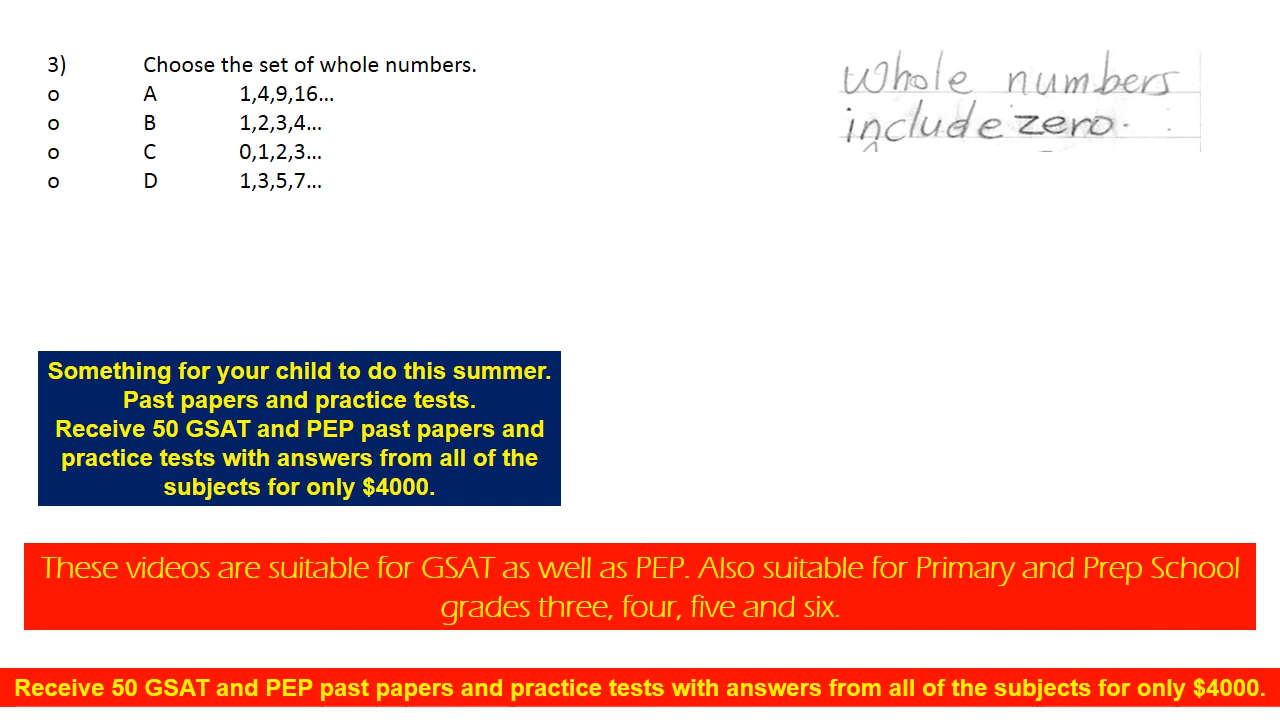 3) Choose the set of whole numbers.
o A 1,4,9,16...
o B 1,2,3,4...
o C 0,1,2,3...
o D 1,3,5,7...
Whole numbers
include zero.
Something for your child to do this summer.
Past papers and practice tests.
Receive 50 GSAT and PEP past papers and
practice tests with answers from all of the
subjects for only $4000.
These videos are suitable for GSAT as well as PEP. Also suitable for Primary and Prep School
grades three, four, five and six.
Receive 50 GSAT and PEP past papers and practice tests with answers from all of the subjects for only $4000.